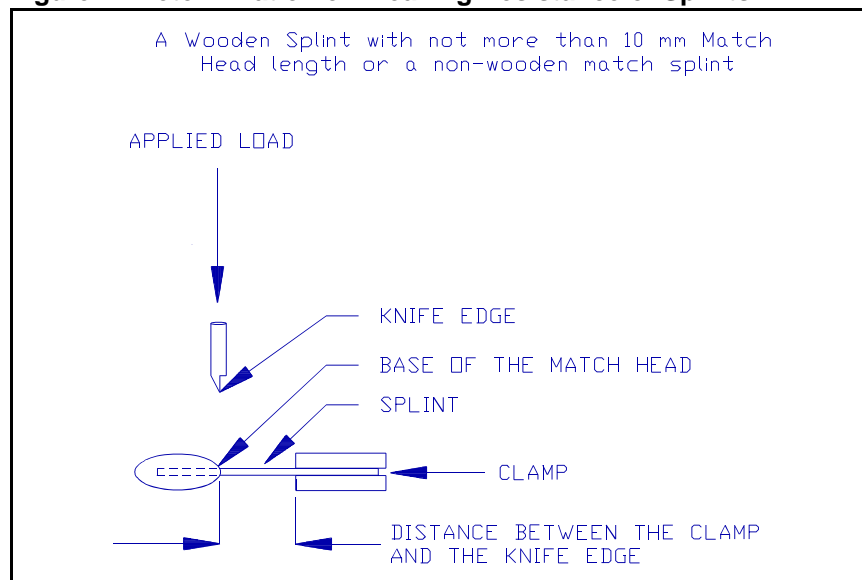 A Wooden Splint with not more than 10 mm Match
Head length or a non-wooden match splint
APPLIED LOAD
KNIFE EDGE
BASE OF THE MATCH HEAD
SPLINT
CLAMP
DISTANCE BETWEEN THE CLAMP
AND THE KNIFE EDGE